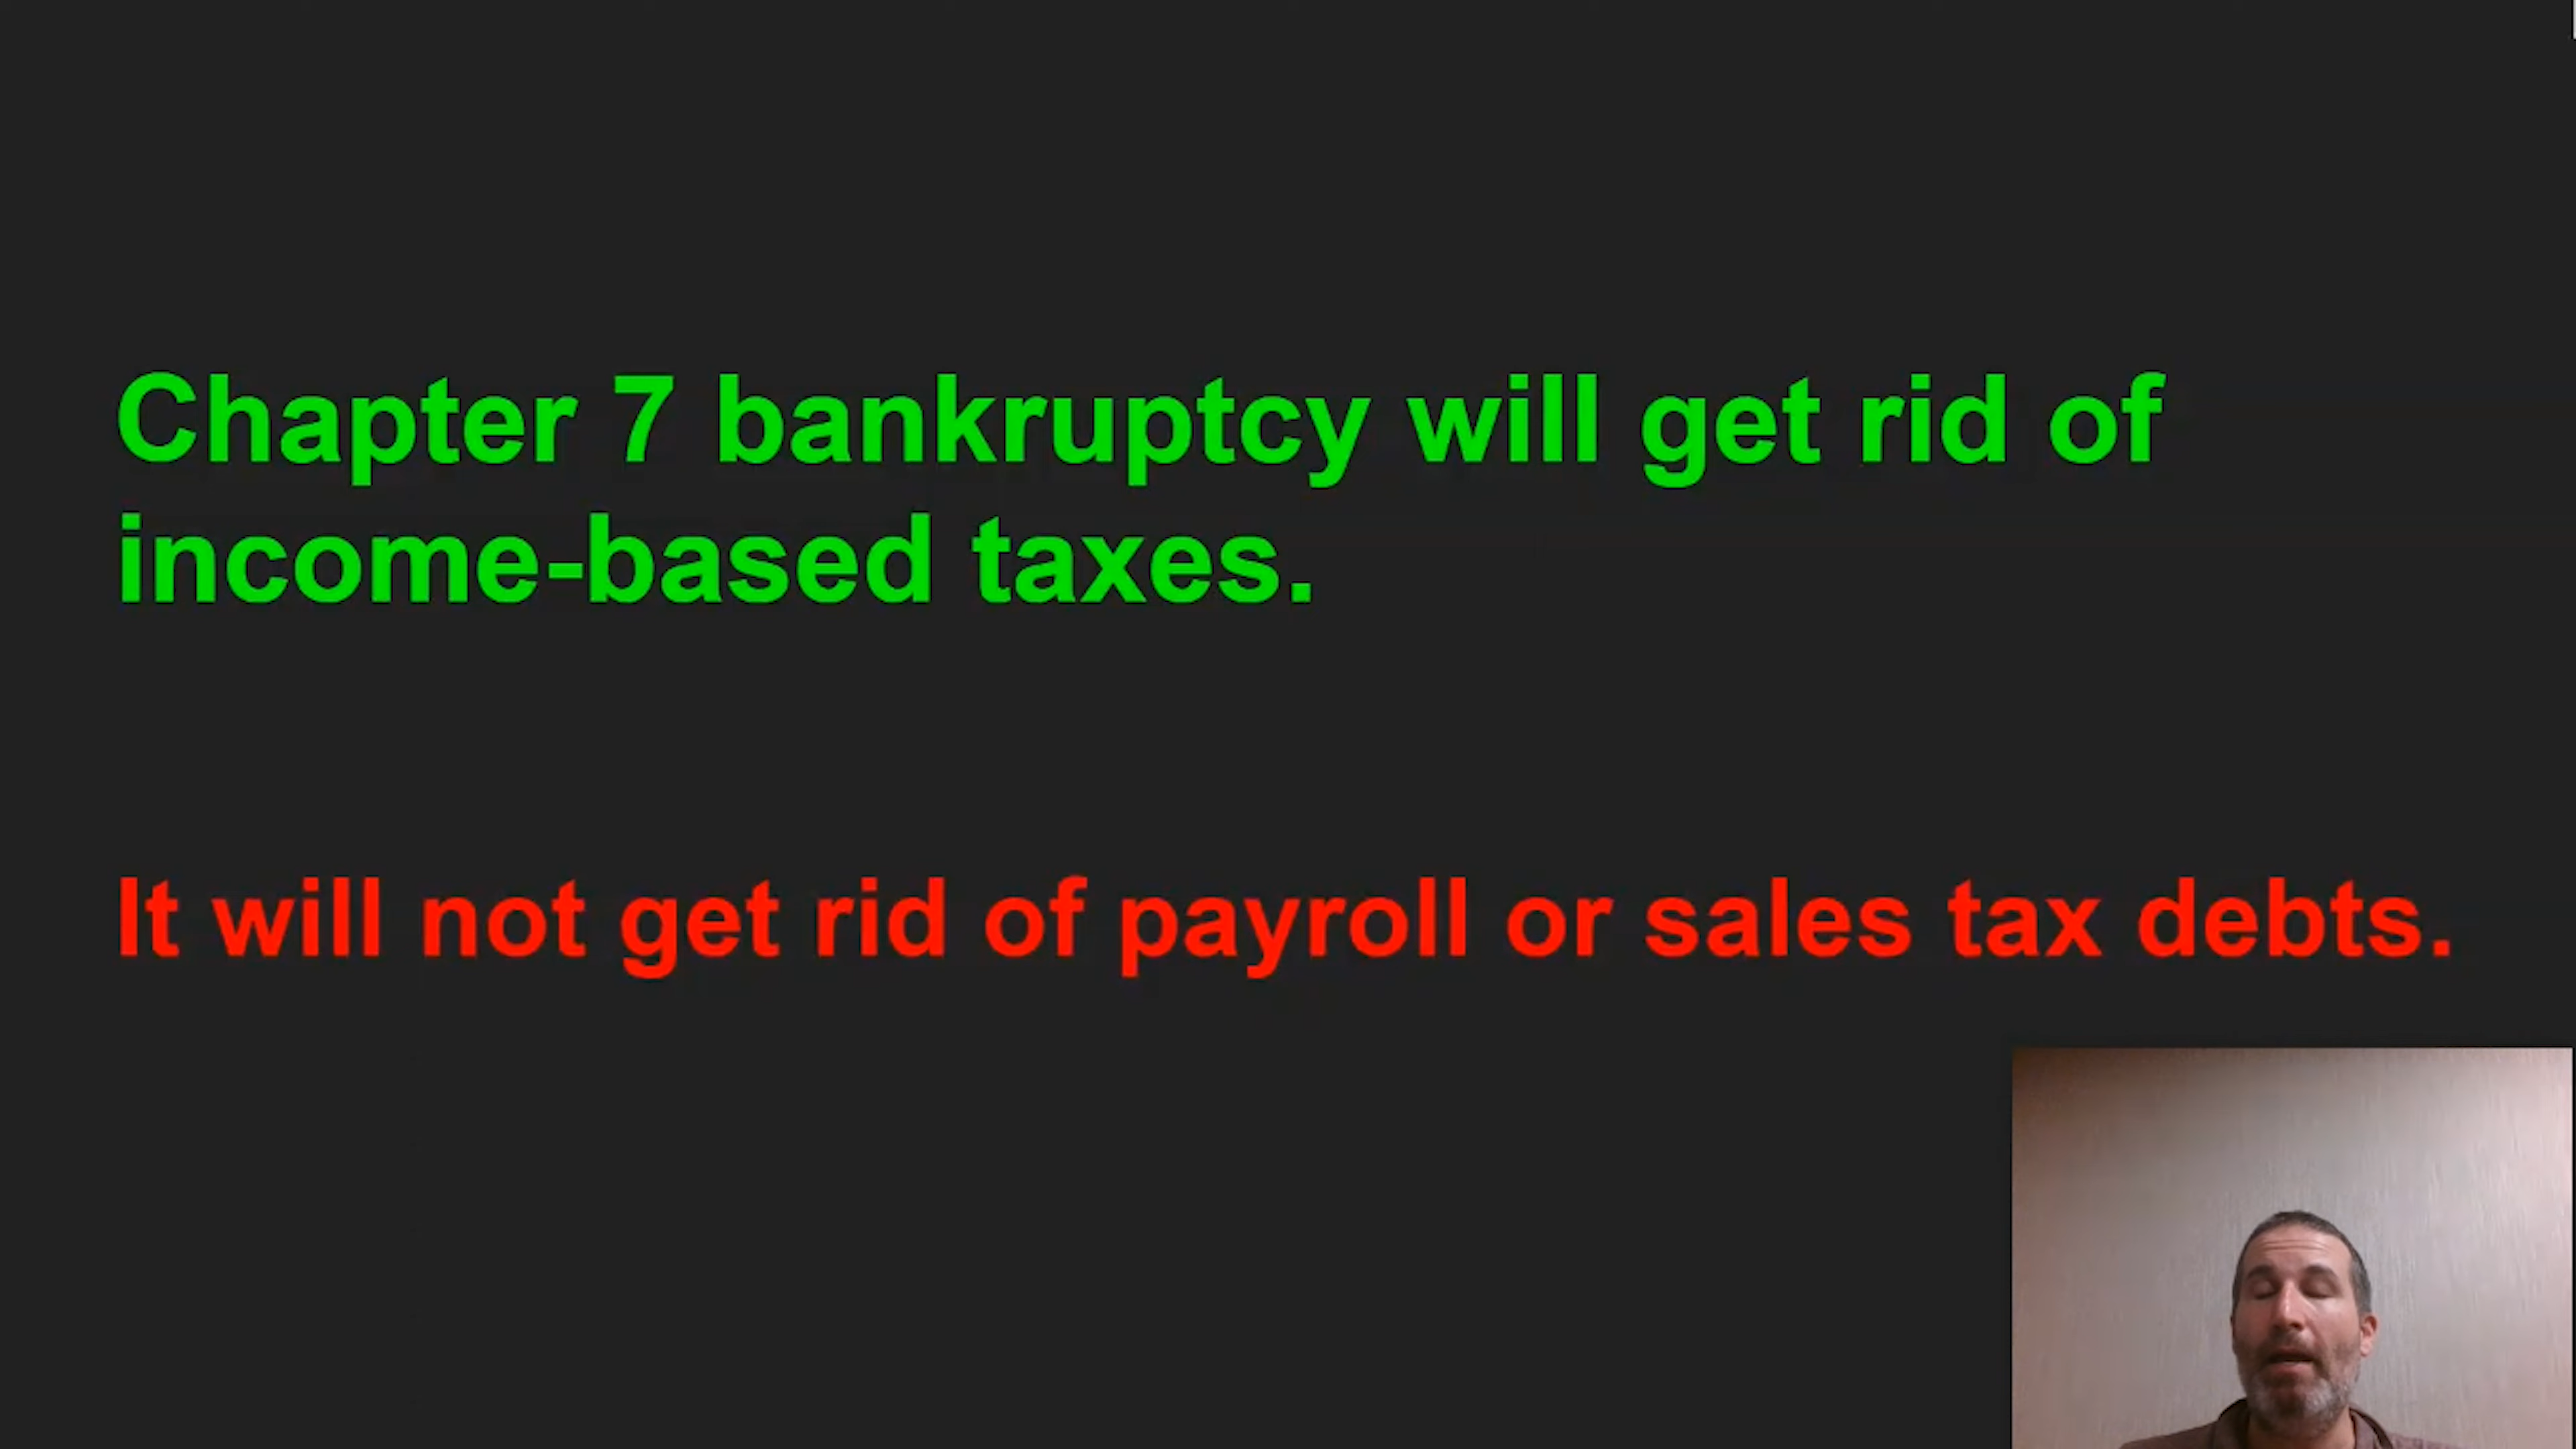 Chapter 7 bankruptcy will get rid of
income-based taxes.
It will not get rid of payroll or sales tax debts.